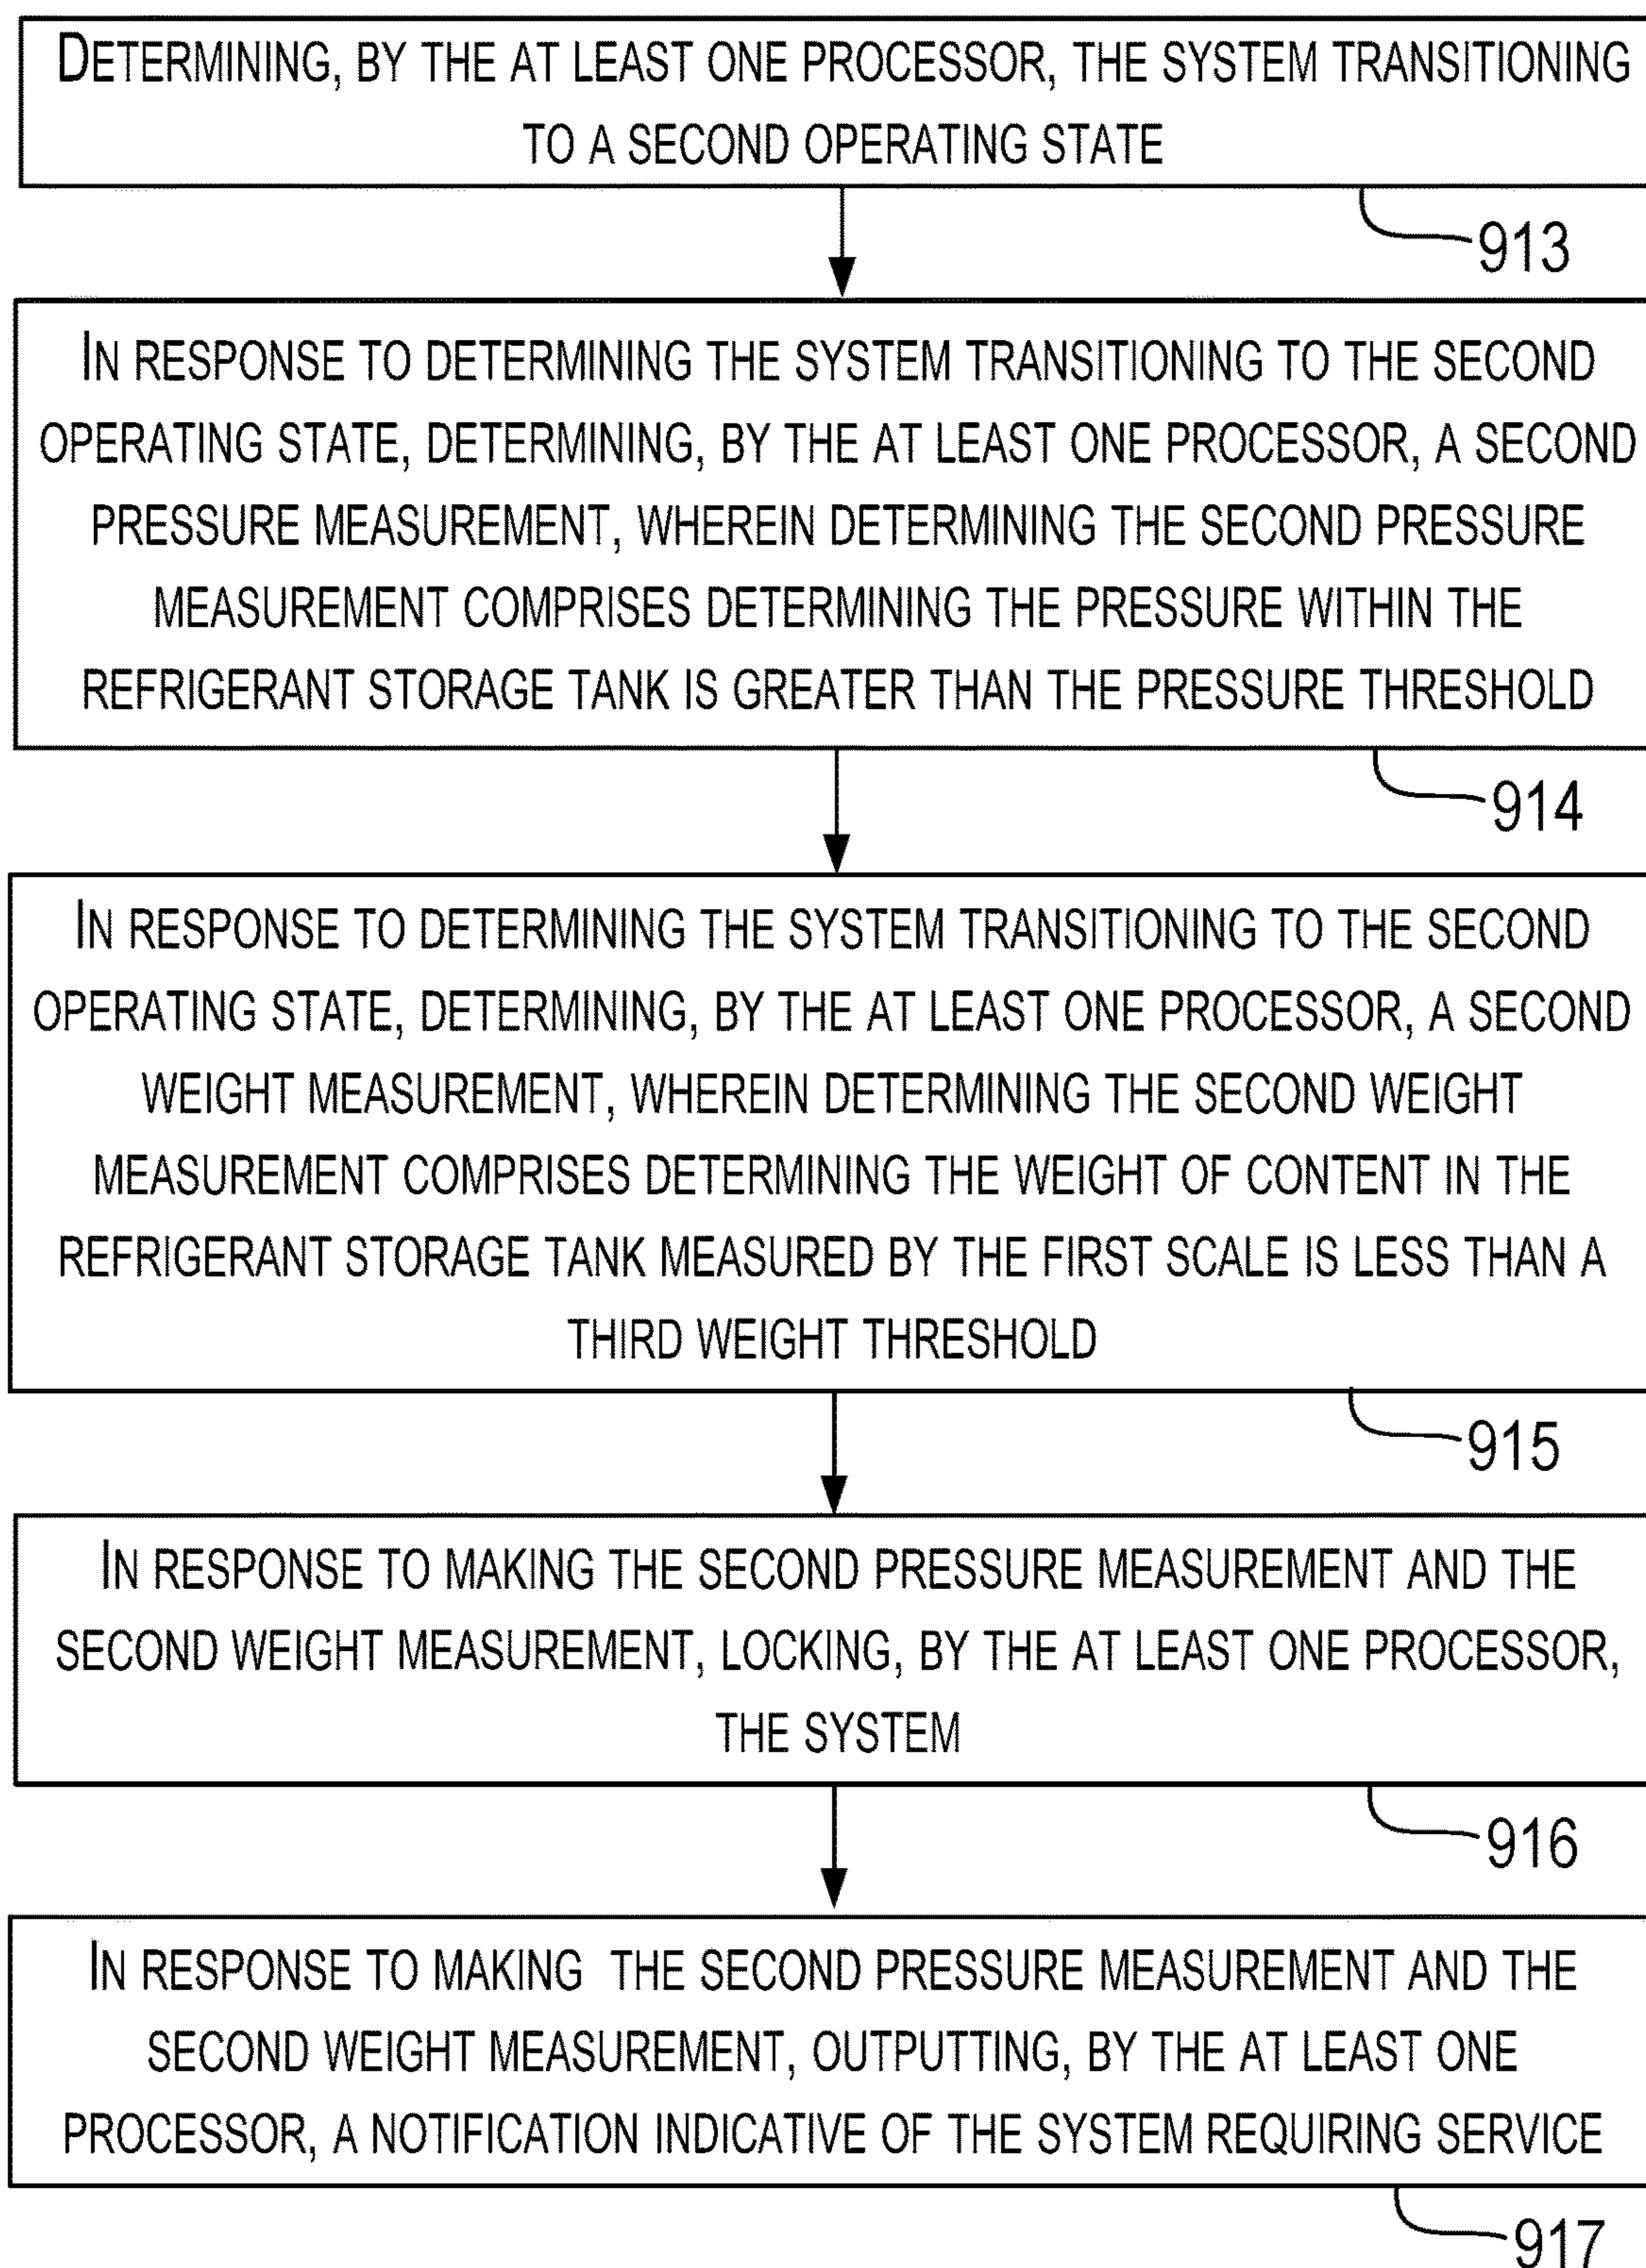 DETERMINING, BY THE AT LEAST ONE PROCESSOR, THE SYSTEM TRANSITIONING
TO A SECOND OPERATING STATE
913
IN RESPONSE TO DETERMINING THE SYSTEM TRANSITIONING TO THE SECOND
OPERATING STATE, DETERMINING, BY THE AT LEAST ONE PROCESSOR, A SECOND
PRESSURE MEASUREMENT, WHEREIN DETERMINING THE SECOND PRESSURE
MEASUREMENT COMPRISES DETERMINING THE PRESSURE WITHIN THE
REFRIGERANT STORAGE TANK IS GREATER THAN THE PRESSURE THRESHOLD
914
IN RESPONSE TO DETERMINING THE SYSTEM TRANSITIONING TO THE SECOND
OPERATING STATE, DETERMINING, BY THE AT LEAST ONE PROCESSOR, A SECOND
WEIGHT MEASUREMENT, WHEREIN DETERMINING THE SECOND WEIGHT
MEASUREMENT COMPRISES DETERMINING THE WEIGHT OF CONTENT IN THE
REFRIGERANT STORAGE TANK MEASURED BY THE FIRST SCALE IS LESS THAN A
THIRD WEIGHT THRESHOLD
915
IN RESPONSE TO MAKING THE SECOND PRESSURE MEASUREMENT AND THE
SECOND WEIGHT MEASUREMENT, LOCKING, BY THE AT LEAST ONE PROCESSOR,
THE SYSTEM
916
IN RESPONSE TO MAKING THE SECOND PRESSURE MEASUREMENT AND THE
SECOND WEIGHT MEASUREMENT, OUTPUTTING, BY THE AT LEAST ONE
PROCESSOR, A NOTIFICATION INDICATIVE OF THE SYSTEM REQUIRING SERVICE
917